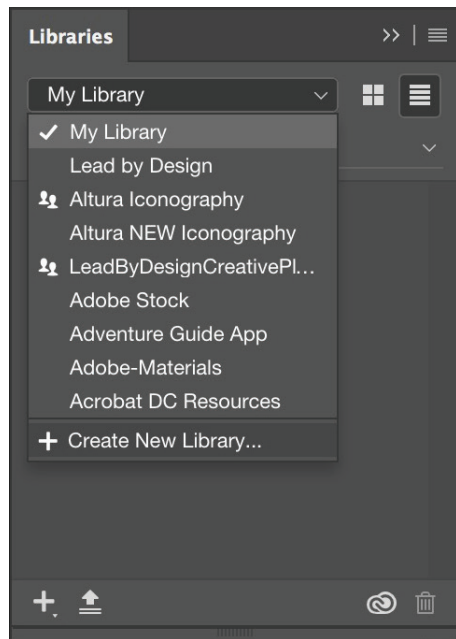 Libraries
My Library
My Library
Lead by Design
Altura Iconography
Altura NEW Iconography
LeadByDesignCreativePl...
Adobe Stock
Adventure Guide App
Adobe-Materials
Acrobat DC Resources
Create New Library...